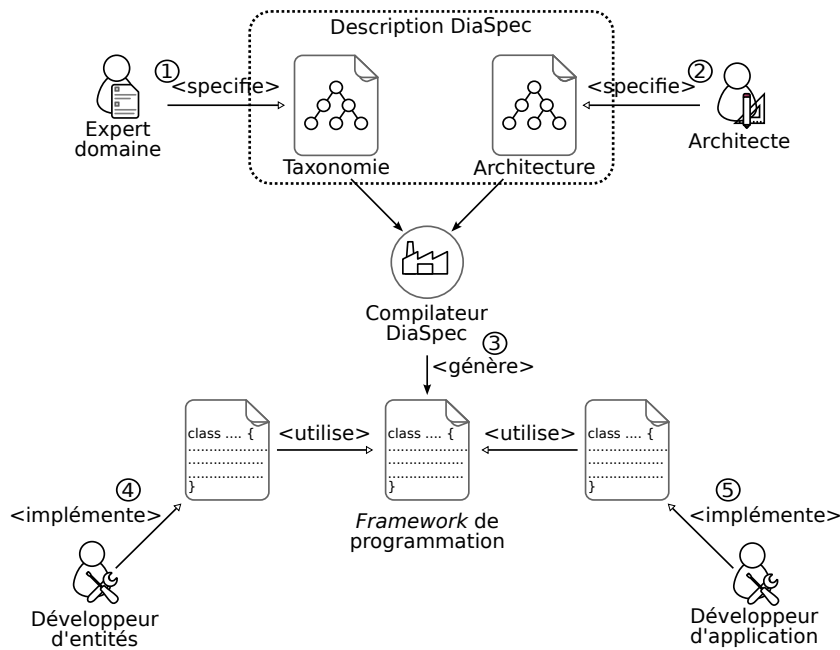 Description DiaSpec
①
<specifie>
Expert
domaine
Taxonomie
②
<specifie>
Architecture
Architecte
Compilateur
DiaSpec
③
<génère>
class .... {
.....................
.....................
}
<utilise>
class .... {
.....................
.....................
}
<utilise>
class .... {
.....................
.....................
}
Framework de
programmation
④
<implémente>
Développeur
d'entités
⑤
<implémente>
Développeur
d'application